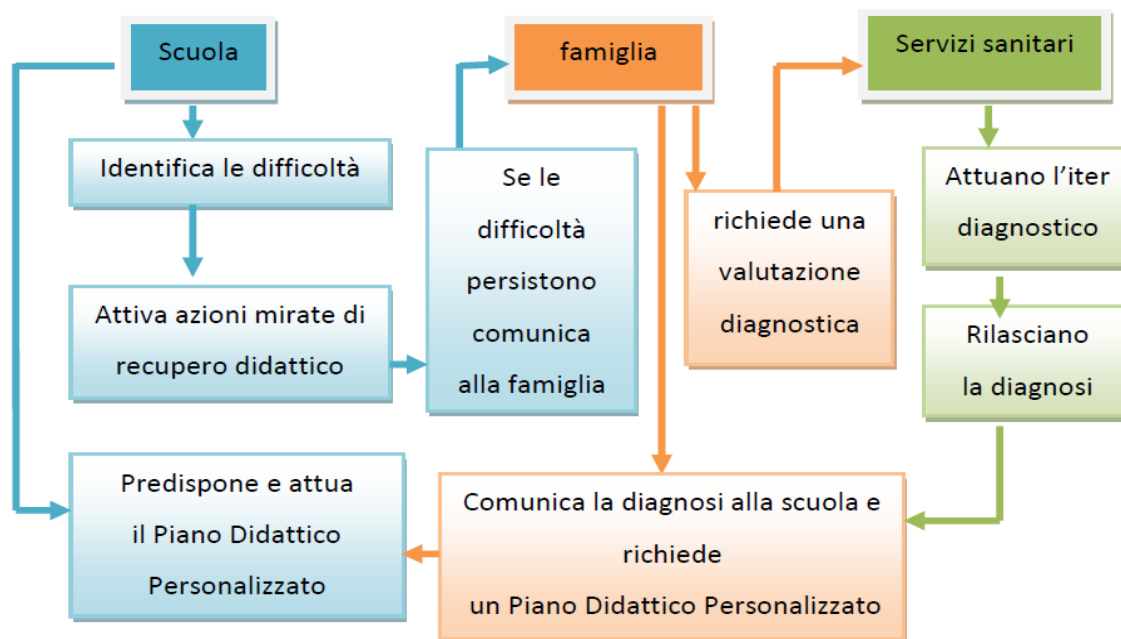 Scuola
famiglia
Servizi sanitari
Identifica le difficoltà
Attiva azioni mirate di
recupero didattico
Se le
difficoltà
persistono
comunica
alla famiglia
richiede una
valutazione
diagnostica
Attuano l’iter
diagnostico
Rilasciano
la diagnosi
Comunica la diagnosi alla scuola e
richiede
un Piano Didattico Personalizzato
Predispone e attua
il Piano Didattico
Personalizzato